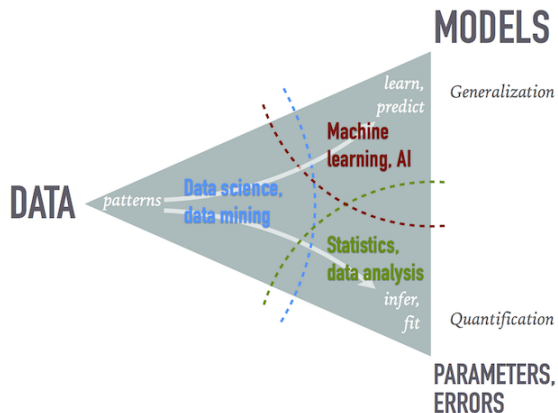 MODELS
learn,
predict
Generalization
Machine
learning, AI
DATA
patterns
Data science,
data mining
Statistics,
data analysis
infer,
fit
Quantification
PARAMETERS,
ERRORS